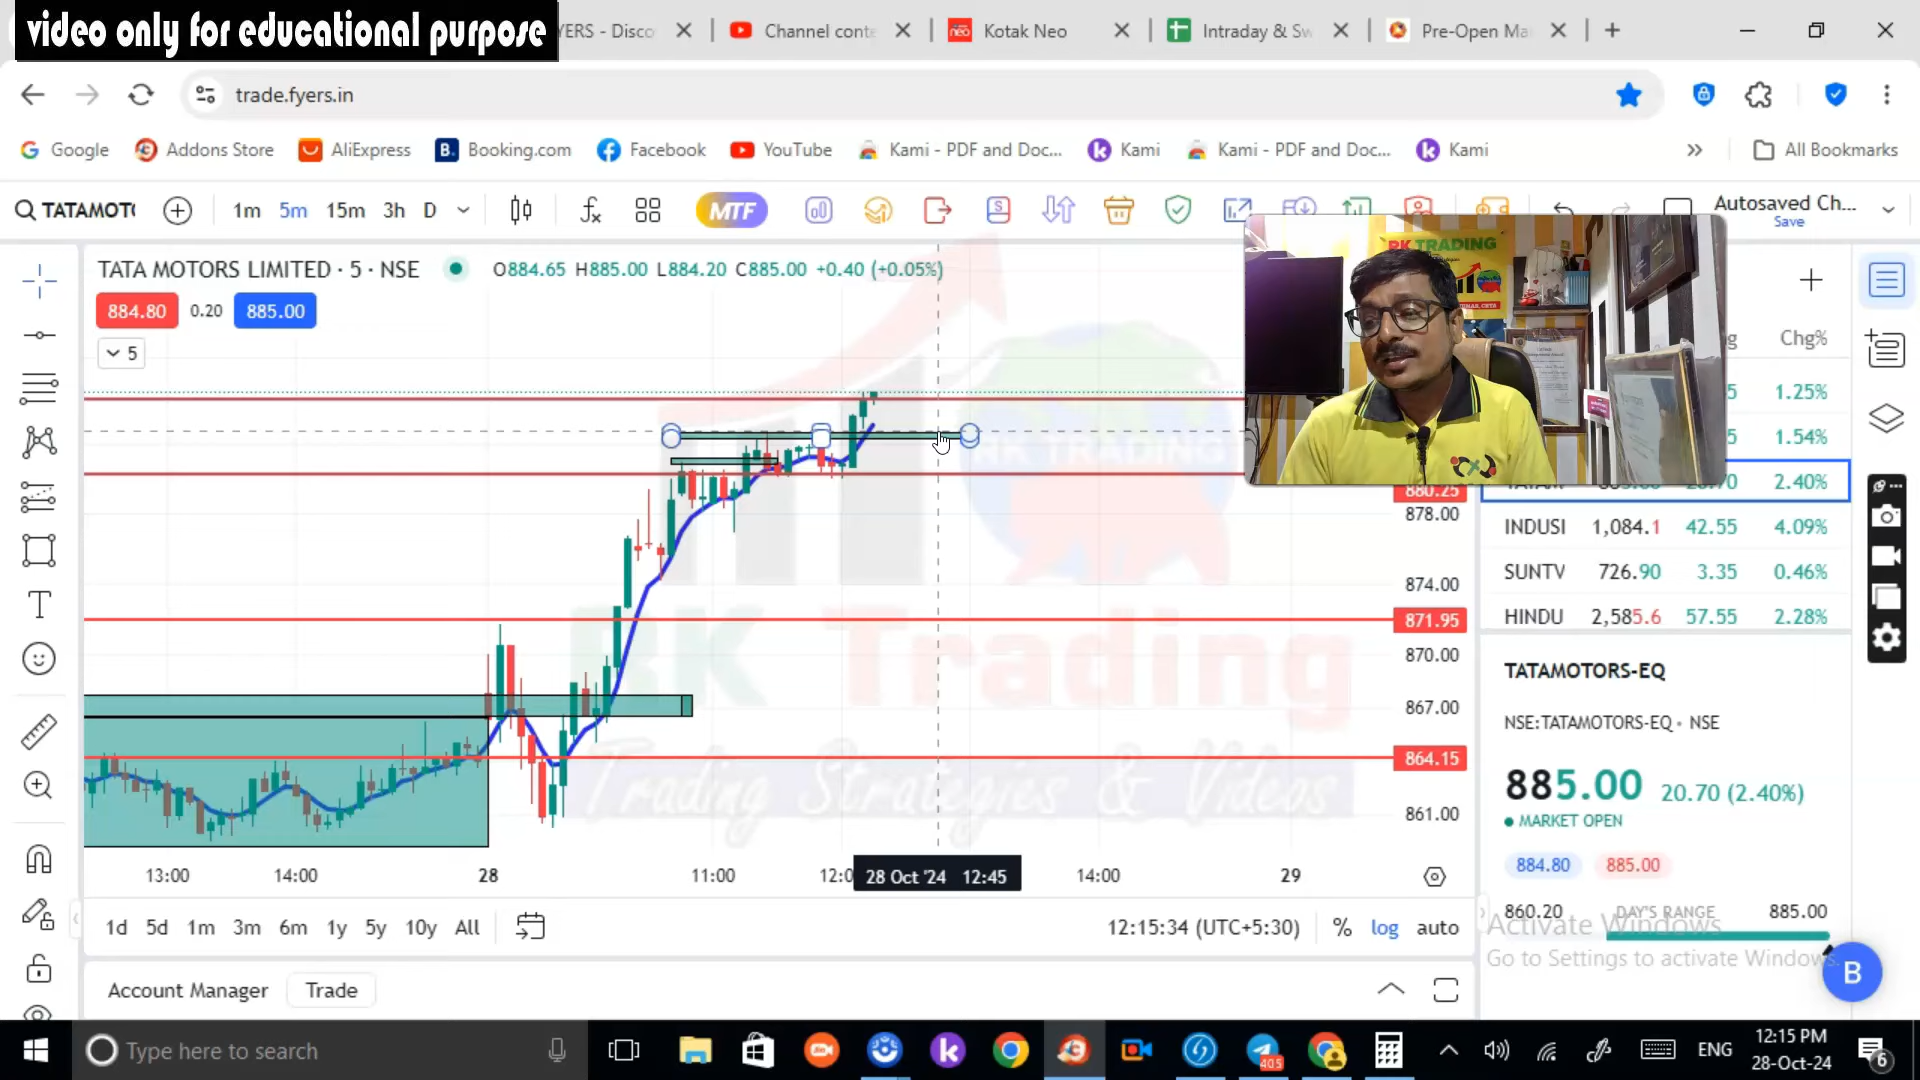 video only for educational purpose
YERS - Disco
Channel conte
Kotak Neo
Intraday & Sw
Pre-Open Ma
trade.fyers.in
Google
Addons Store
AliExpress
Booking.com
Facebook
YouTube
Kami - PDF and Doc...
Kami
Kami - PDF and Doc...
Kami
All Bookmarks
TATAMOT
1m 5m 15m 3h D
MTF
Autosaved Ch...
Save
TATA MOTORS LIMITED · 5 · NSE
O884.65 H885.00 L884.20 C885.00 +0.40 (+0.05%)
884.80 0.20 885.00
5
RK TRADING
Chg%
1.25%
1.54%
2.40%
INDUSI 1,084.1 42.55 4.09%
SUNTV 726.90 3.35 0.46%
HINDU 2,585.6 57.55 2.28%
880.25
878.00
874.00
871.95
870.00
867.00
864.15
861.00
RK TRADING
RK Trading
Trading Strategies & Videos
TATAMOTORS-EQ
NSE:TATAMOTORS-EQ • NSE
885.00 20.70 (2.40%)
MARKET OPEN
884.80 885.00
860.20 DAY'S RANGE 885.00
Activate Windows
Go to Settings to activate Windows.
B
13:00 14:00 28 11:00 12:0 28 Oct '24 12:45 14:00 29
1d 5d 1m 3m 6m 1y 5y 10y All
12:15:34 (UTC+5:30) % log auto
Account Manager
Trade
Type here to search
405
ENG
12:15 PM
28-Oct-24
6